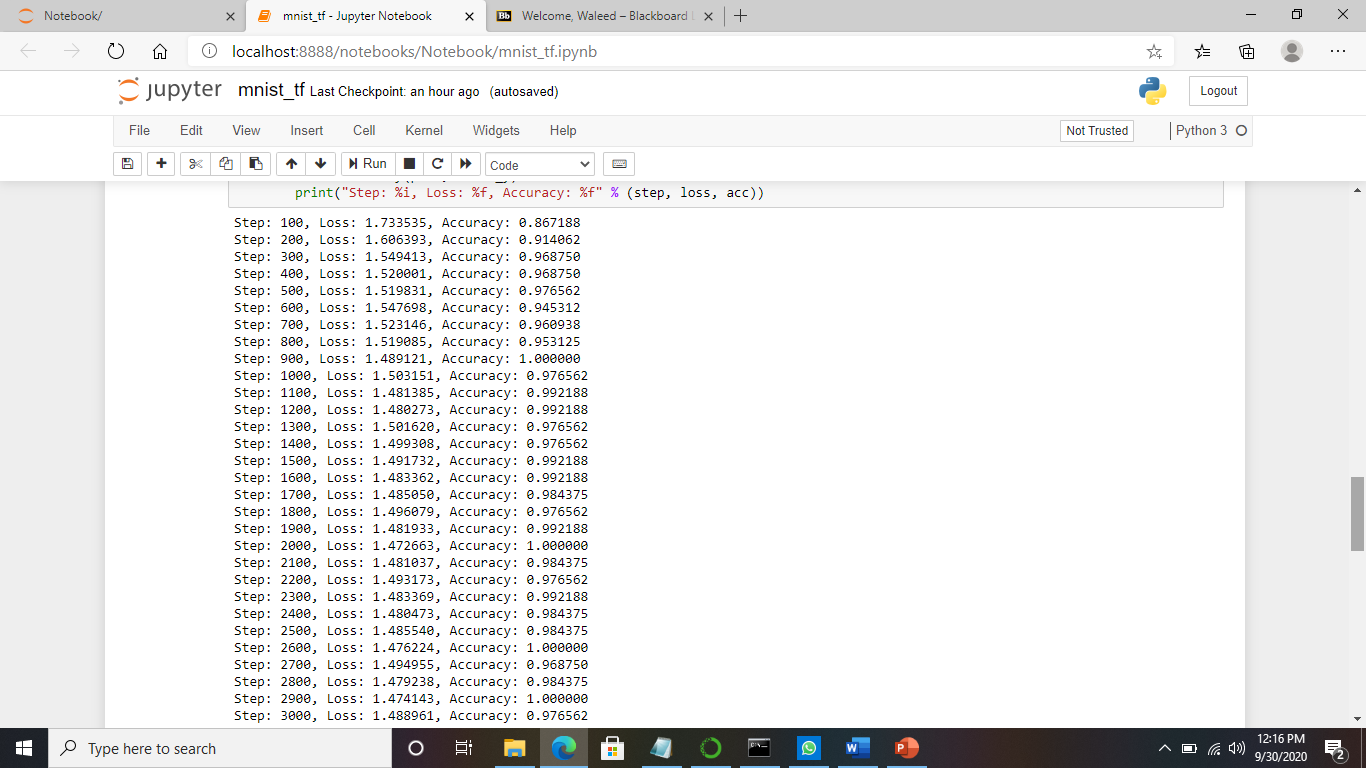 Notebook/
mnist_tf - Jupyter Notebook
Bb Welcome, Waleed – Blackboard
localhost:8888/notebooks/Notebook/mnist_tf.ipynb
jupyter mnist_tf Last Checkpoint: an hour ago (autosaved)
Logout
File Edit View Insert Cell Kernel Widgets Help
Not Trusted
Python 3
Run
Code
print("Step: %i, Loss: %f, Accuracy: %f" % (step, loss, acc))
Step: 100, Loss: 1.733535, Accuracy: 0.867188
Step: 200, Loss: 1.606393, Accuracy: 0.914062
Step: 300, Loss: 1.549413, Accuracy: 0.968750
Step: 400, Loss: 1.520001, Accuracy: 0.968750
Step: 500, Loss: 1.519831, Accuracy: 0.976562
Step: 600, Loss: 1.547698, Accuracy: 0.945312
Step: 700, Loss: 1.523146, Accuracy: 0.960938
Step: 800, Loss: 1.519085, Accuracy: 0.953125
Step: 900, Loss: 1.489121, Accuracy: 1.000000
Step: 1000, Loss: 1.503151, Accuracy: 0.976562
Step: 1100, Loss: 1.481385, Accuracy: 0.992188
Step: 1200, Loss: 1.480273, Accuracy: 0.992188
Step: 1300, Loss: 1.501620, Accuracy: 0.976562
Step: 1400, Loss: 1.499308, Accuracy: 0.976562
Step: 1500, Loss: 1.491732, Accuracy: 0.992188
Step: 1600, Loss: 1.483362, Accuracy: 0.992188
Step: 1700, Loss: 1.485050, Accuracy: 0.984375
Step: 1800, Loss: 1.496079, Accuracy: 0.976562
Step: 1900, Loss: 1.481933, Accuracy: 0.992188
Step: 2000, Loss: 1.472663, Accuracy: 1.000000
Step: 2100, Loss: 1.481037, Accuracy: 0.984375
Step: 2200, Loss: 1.493173, Accuracy: 0.976562
Step: 2300, Loss: 1.483369, Accuracy: 0.992188
Step: 2400, Loss: 1.480473, Accuracy: 0.984375
Step: 2500, Loss: 1.485540, Accuracy: 0.984375
Step: 2600, Loss: 1.476224, Accuracy: 1.000000
Step: 2700, Loss: 1.494955, Accuracy: 0.968750
Step: 2800, Loss: 1.479238, Accuracy: 0.984375
Step: 2900, Loss: 1.474143, Accuracy: 1.000000
Step: 3000, Loss: 1.488961, Accuracy: 0.976562
Type here to search
12:16 PM
9/30/2020
2